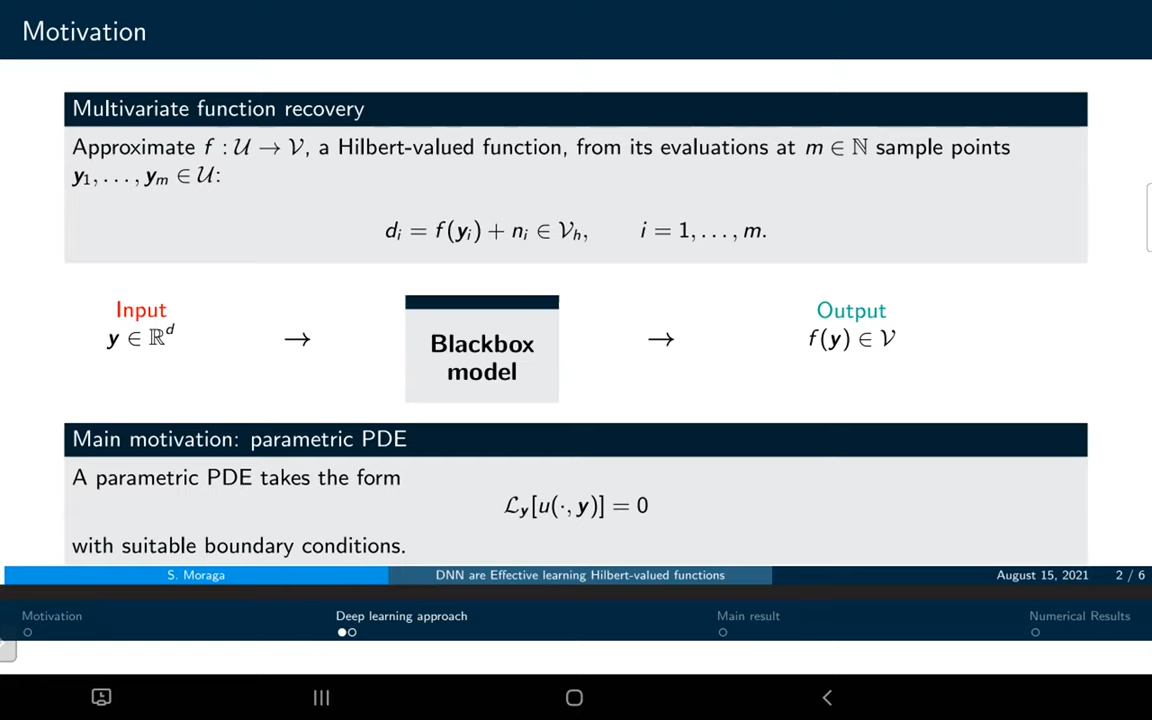 Motivation
Multivariate function recovery
Approximate f : 𝒰 → 𝒱, a Hilbert-valued function, from its evaluations at m ∈ ℕ sample points
y₁, . . . , yₘ ∈ 𝒰:
dᵢ = f(yᵢ) + nᵢ ∈ 𝒱ₕ, i = 1, . . . , m.
Input
y ∈ ℝᵈ
→
Blackbox
model
→
Output
f(y) ∈ 𝒱
Main motivation: parametric PDE
A parametric PDE takes the form
ℒ_y[u(·, y)] = 0
with suitable boundary conditions.
S. Moraga DNN are Effective learning Hilbert-valued functions August 15, 2021 2 / 6
Motivation Deep learning approach Main result Numerical Results